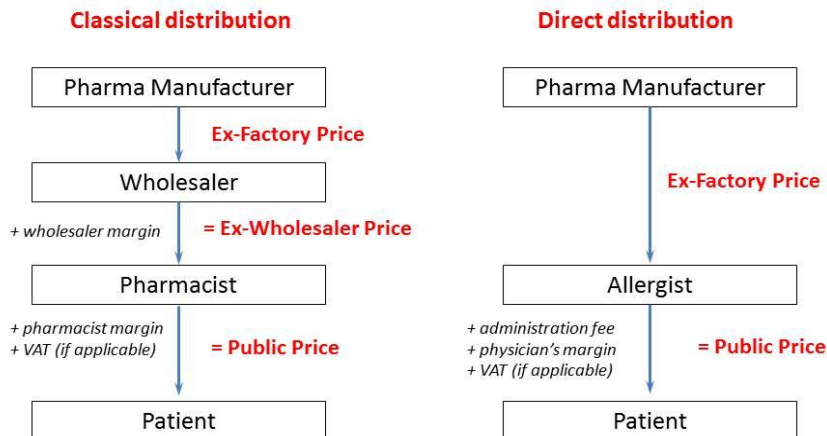 Classical distribution
Pharma Manufacturer
Ex-Factory Price
Wholesaler
+ wholesaler margin
= Ex-Wholesaler Price
Pharmacist
+ pharmacist margin
+ VAT (if applicable)
= Public Price
Patient
Direct distribution
Pharma Manufacturer
Ex-Factory Price
Allergist
+ administration fee
+ physician's margin
+ VAT (if applicable)
= Public Price
Patient